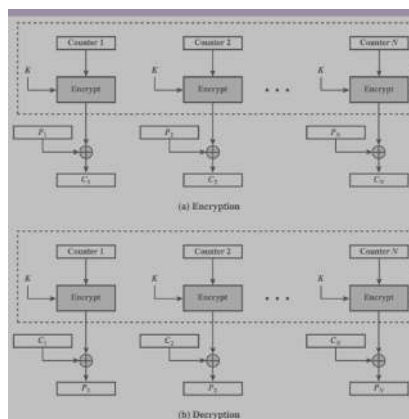 Counter 1 Counter 2 Counter N
K K K
Encrypt Encrypt • • • Encrypt
P1 P2 PN
C1 C2 CN
(a) Encryption
Counter 1 Counter 2 Counter N
K K K
Encrypt Encrypt • • • Encrypt
C1 C2 CN
P1 P2 PN
(b) Decryption